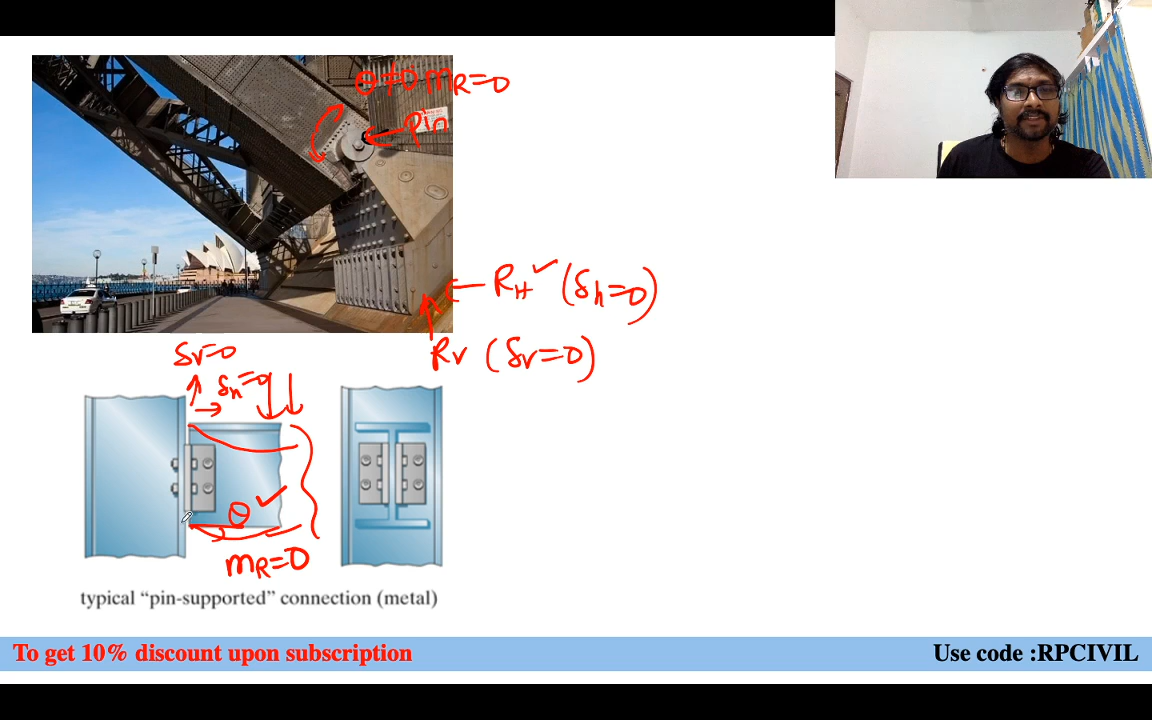 θ ≠ 0 mR=0
pin
RH ✓ (δh=0)
RV (δv=0)
δv=0
δh=0
θ ✓
mR=0
typical “pin-supported” connection (metal)
To get 10% discount upon subscription
Use code :RPCIVIL